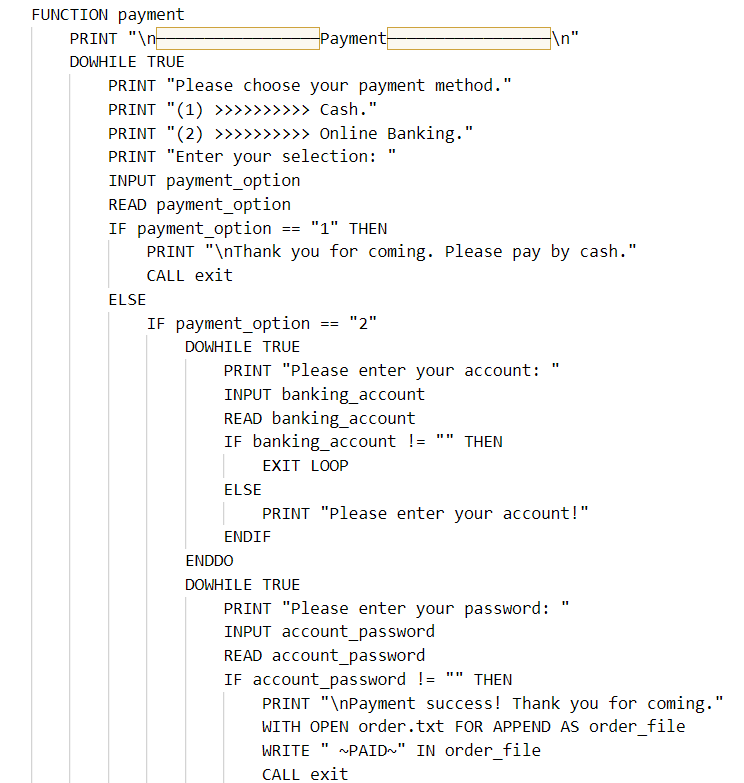 FUNCTION payment
PRINT "\n─────────────────Payment─────────────────\n"
DOWHILE TRUE
PRINT "Please choose your payment method."
PRINT "(1) >>>>>>>>>> Cash."
PRINT "(2) >>>>>>>>>> Online Banking."
PRINT "Enter your selection: "
INPUT payment_option
READ payment_option
IF payment_option == "1" THEN
PRINT "\nThank you for coming. Please pay by cash."
CALL exit
ELSE
IF payment_option == "2"
DOWHILE TRUE
PRINT "Please enter your account: "
INPUT banking_account
READ banking_account
IF banking_account != "" THEN
EXIT LOOP
ELSE
PRINT "Please enter your account!"
ENDIF
ENDDO
DOWHILE TRUE
PRINT "Please enter your password: "
INPUT account_password
READ account_password
IF account_password != "" THEN
PRINT "\nPayment success! Thank you for coming."
WITH OPEN order.txt FOR APPEND AS order_file
WRITE " ~PAID~" IN order_file
CALL exit